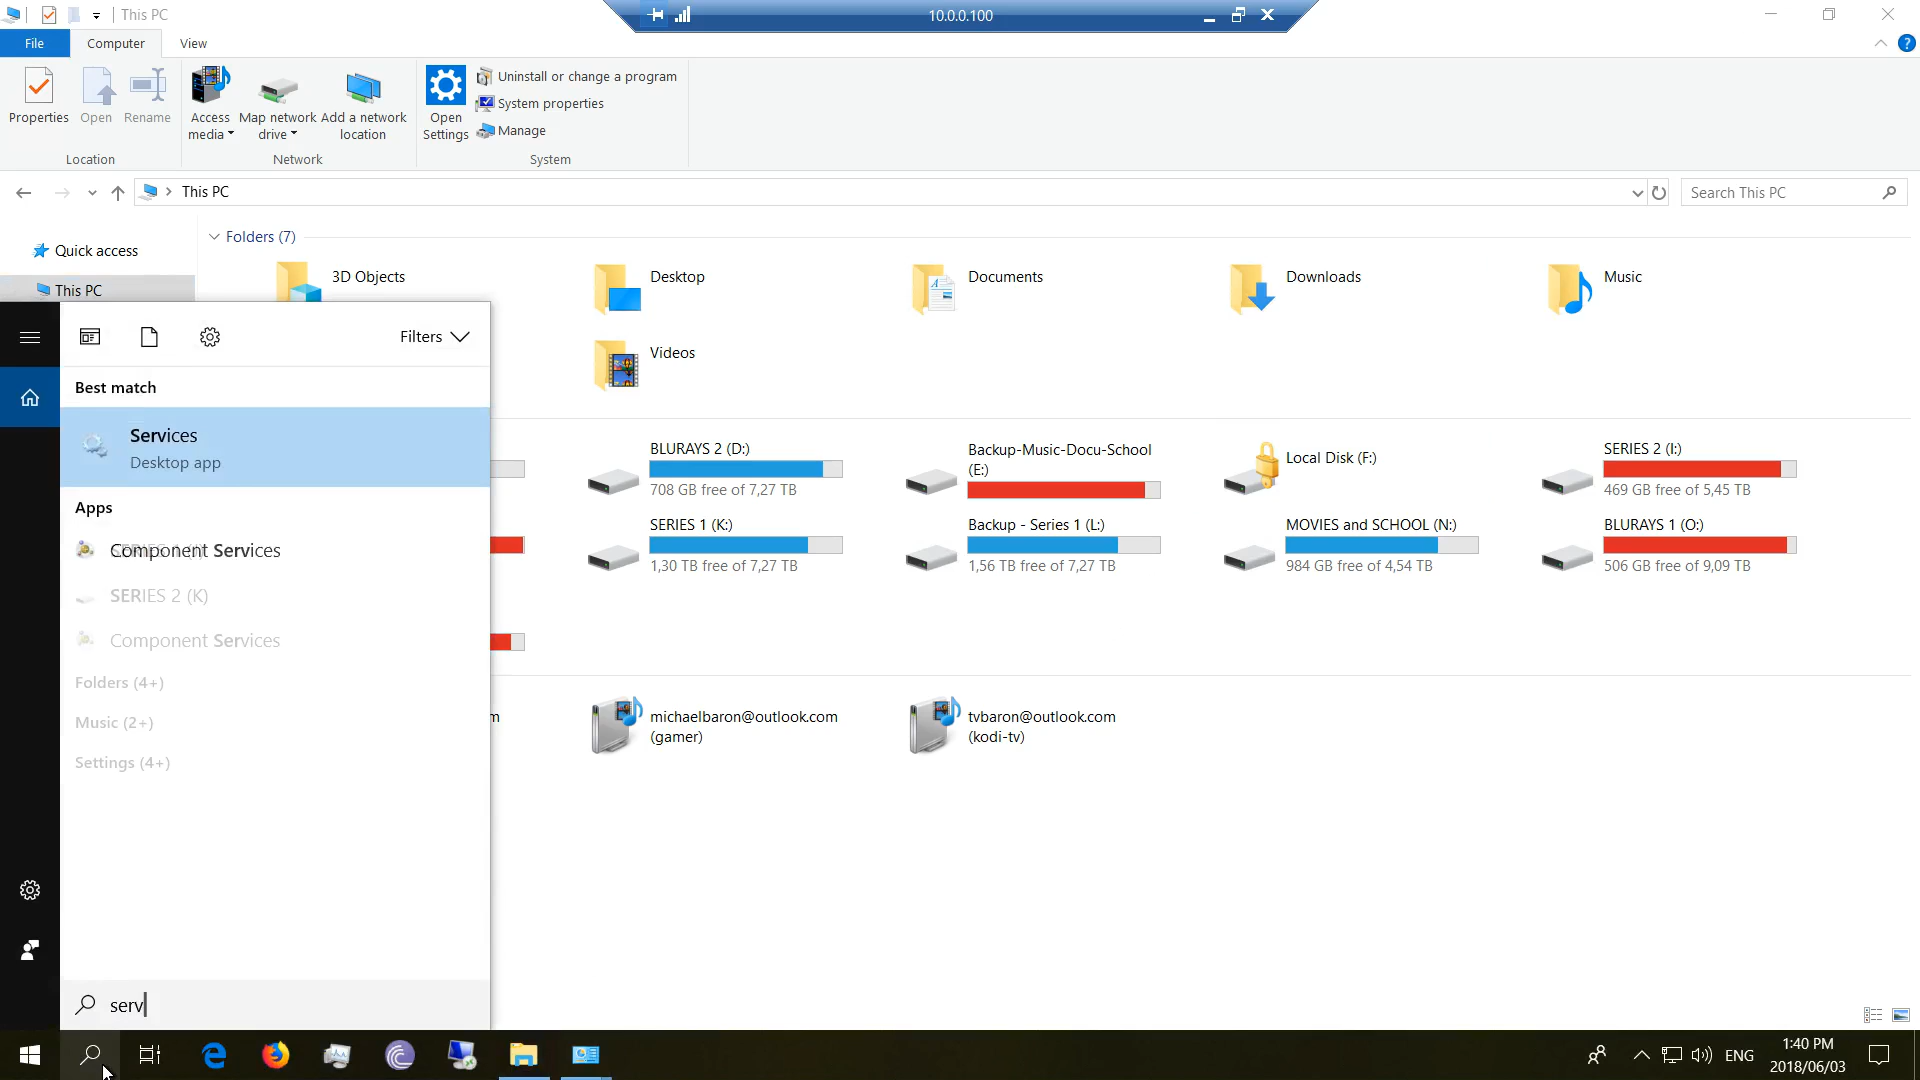 This PC
10.0.0.100
File
Computer
View
Properties
Open
Rename
Access media
Map network drive
Add a network location
Open Settings
Uninstall or change a program
System properties
Manage
Location
Network
System
This PC
Search This PC
Quick access
This PC
Folders (7)
3D Objects
Desktop
Documents
Downloads
Music
Videos
Filters
Best match
Services
Desktop app
Apps
Component Services
SERIES 2 (K)
Component Services
Folders (4+)
Music (2+)
Settings (4+)
BLURAYS 2 (D:)
708 GB free of 7,27 TB
Backup-Music-Docu-School
(E:)
Local Disk (F:)
SERIES 2 (I:)
469 GB free of 5,45 TB
SERIES 1 (K:)
1,30 TB free of 7,27 TB
Backup - Series 1 (L:)
1,56 TB free of 7,27 TB
MOVIES and SCHOOL (N:)
984 GB free of 4,54 TB
BLURAYS 1 (O:)
506 GB free of 9,09 TB
m
michaelbaron@outlook.com
(gamer)
tvbaron@outlook.com
(kodi-tv)
serv
ENG
1:40 PM
2018/06/03